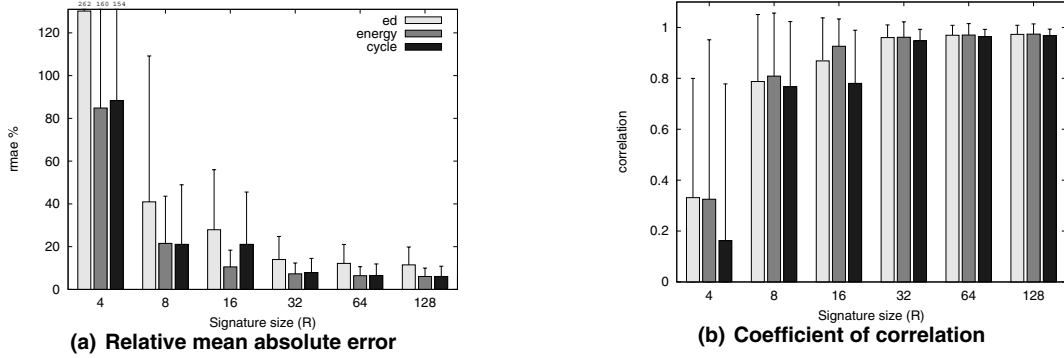 262 160 154
120
100
80
60
40
20
0
rmae %
ed
energy
cycle
4 8 16 32 64 128
Signature size (R)
(a) Relative mean absolute error
1
0.8
0.6
0.4
0.2
0
correlation
4 8 16 32 64 128
Signature size (R)
(b) Coefficient of correlation